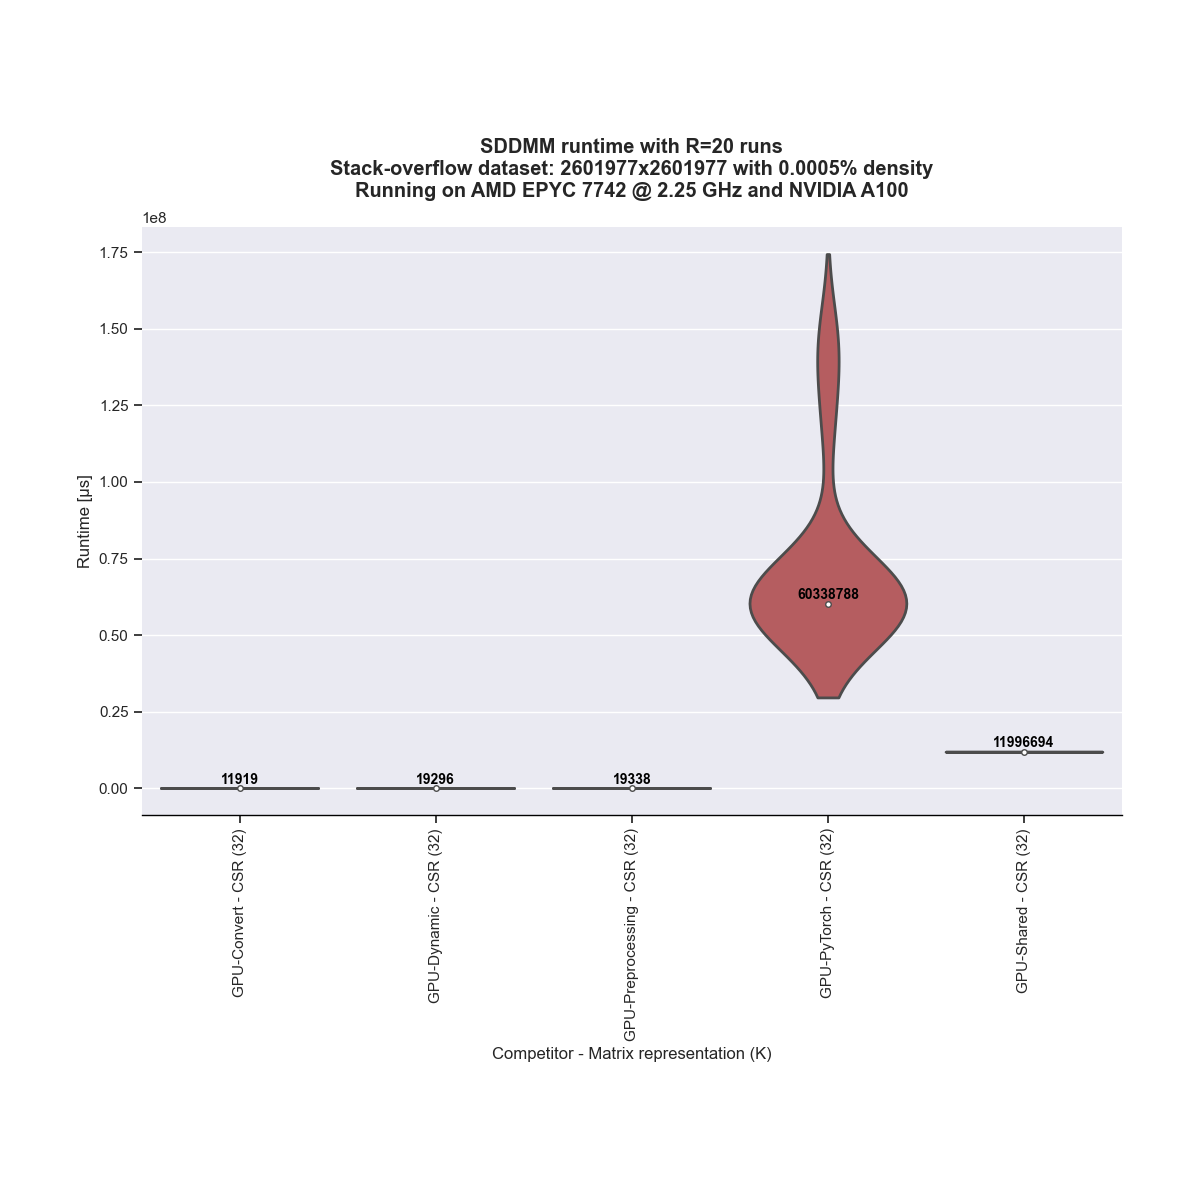 SDDMM runtime with R=20 runs
Stack-overflow dataset: 2601977x2601977 with 0.0005% density
Running on AMD EPYC 7742 @ 2.25 GHz and NVIDIA A100
1e8
1.75
1.50
1.25
1.00
0.75
0.50
0.25
0.00
Runtime [μs]
11919
19296
19338
60338788
11996694
GPU-Convert - CSR (32)
GPU-Dynamic - CSR (32)
GPU-Preprocessing - CSR (32)
GPU-PyTorch - CSR (32)
GPU-Shared - CSR (32)
Competitor - Matrix representation (K)